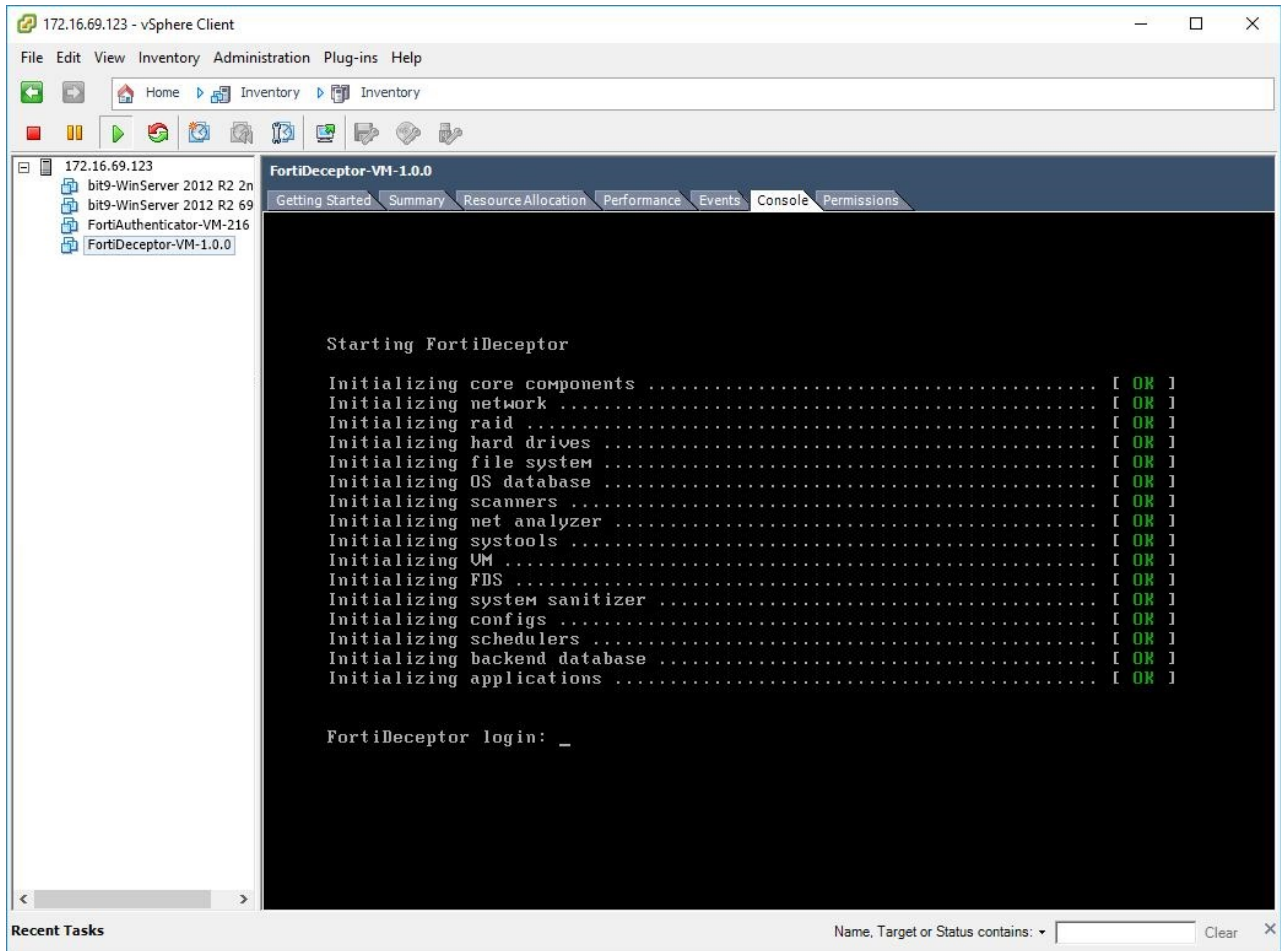 172.16.69.123 - vSphere Client
File Edit View Inventory Administration Plug-ins Help
Home Inventory Inventory
172.16.69.123
bit9-WinServer 2012 R2 2n
bit9-WinServer 2012 R2 69
FortiAuthenticator-VM-216
FortiDeceptor-VM-1.0.0
FortiDeceptor-VM-1.0.0
Getting Started Summary Resource Allocation Performance Events Console Permissions
Starting FortiDeceptor
Initializing core components ......................................... [ OK ]
Initializing network ................................................. [ OK ]
Initializing raid .................................................... [ OK ]
Initializing hard drives ............................................. [ OK ]
Initializing file system ............................................. [ OK ]
Initializing OS database ............................................. [ OK ]
Initializing scanners ................................................ [ OK ]
Initializing net analyzer ............................................ [ OK ]
Initializing systools ................................................ [ OK ]
Initializing VM ...................................................... [ OK ]
Initializing FDS ..................................................... [ OK ]
Initializing system sanitizer ........................................ [ OK ]
Initializing configs ................................................. [ OK ]
Initializing schedulers .............................................. [ OK ]
Initializing backend database ........................................ [ OK ]
Initializing applications ............................................ [ OK ]
FortiDeceptor login: _
Recent Tasks Name, Target or Status contains: Clear